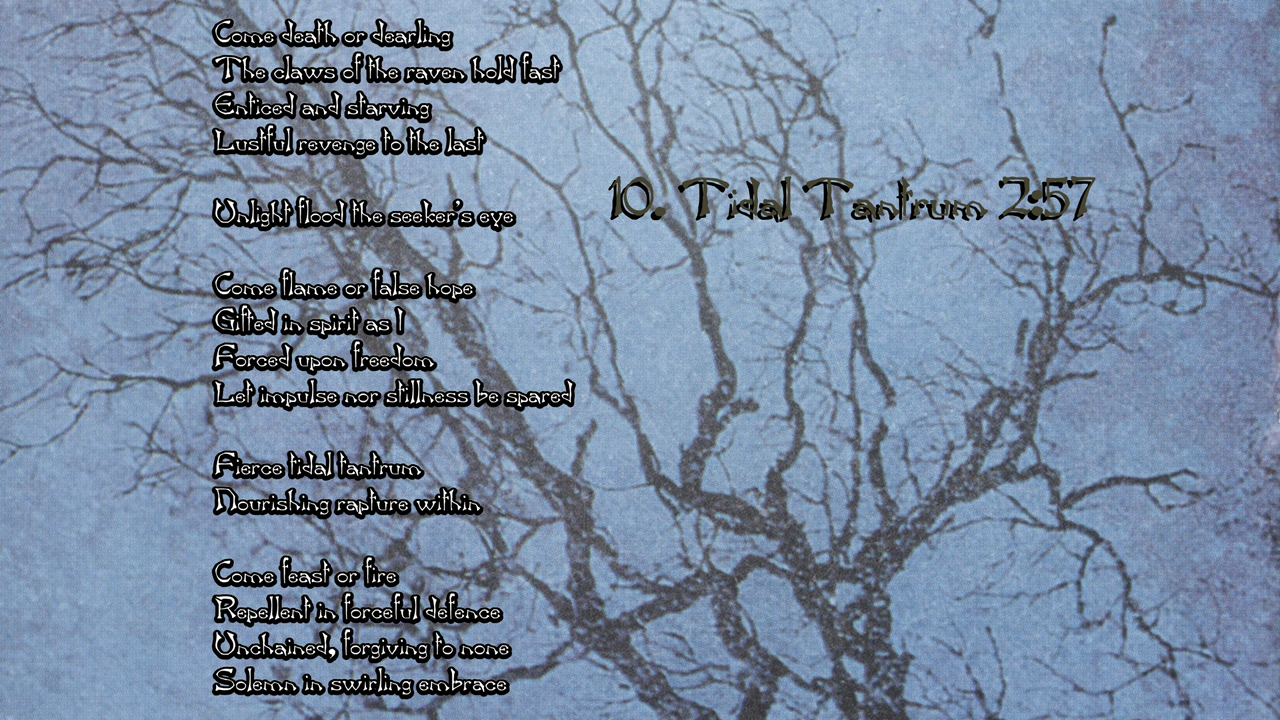 Come death or dearling
The claws of the raven hold fast
Enticed and starving
Lustful revenge to the last
Unlight flood the seeker's eye
Come flame or false hope
Gifted in spirit as I
Forced upon freedom
Let impulse nor stillness be spared
Fierce tidal tantrum
Nourishing rapture within
Come feast or fire
Repellent in forceful defence
Unchained, forgiving to none
Solemn in swirling embrace
10. Tidal Tantrum 2:57